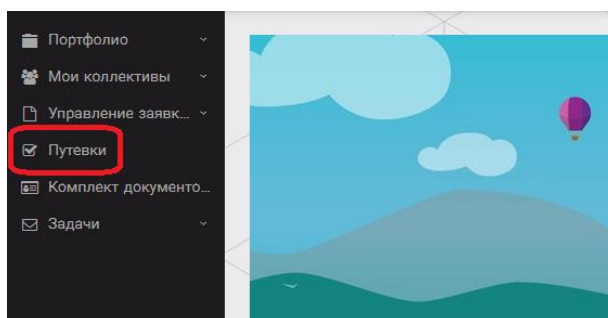 Портфолио
Мои коллективы
Управление заявк...
Путевки
Комплект документо...
Задачи